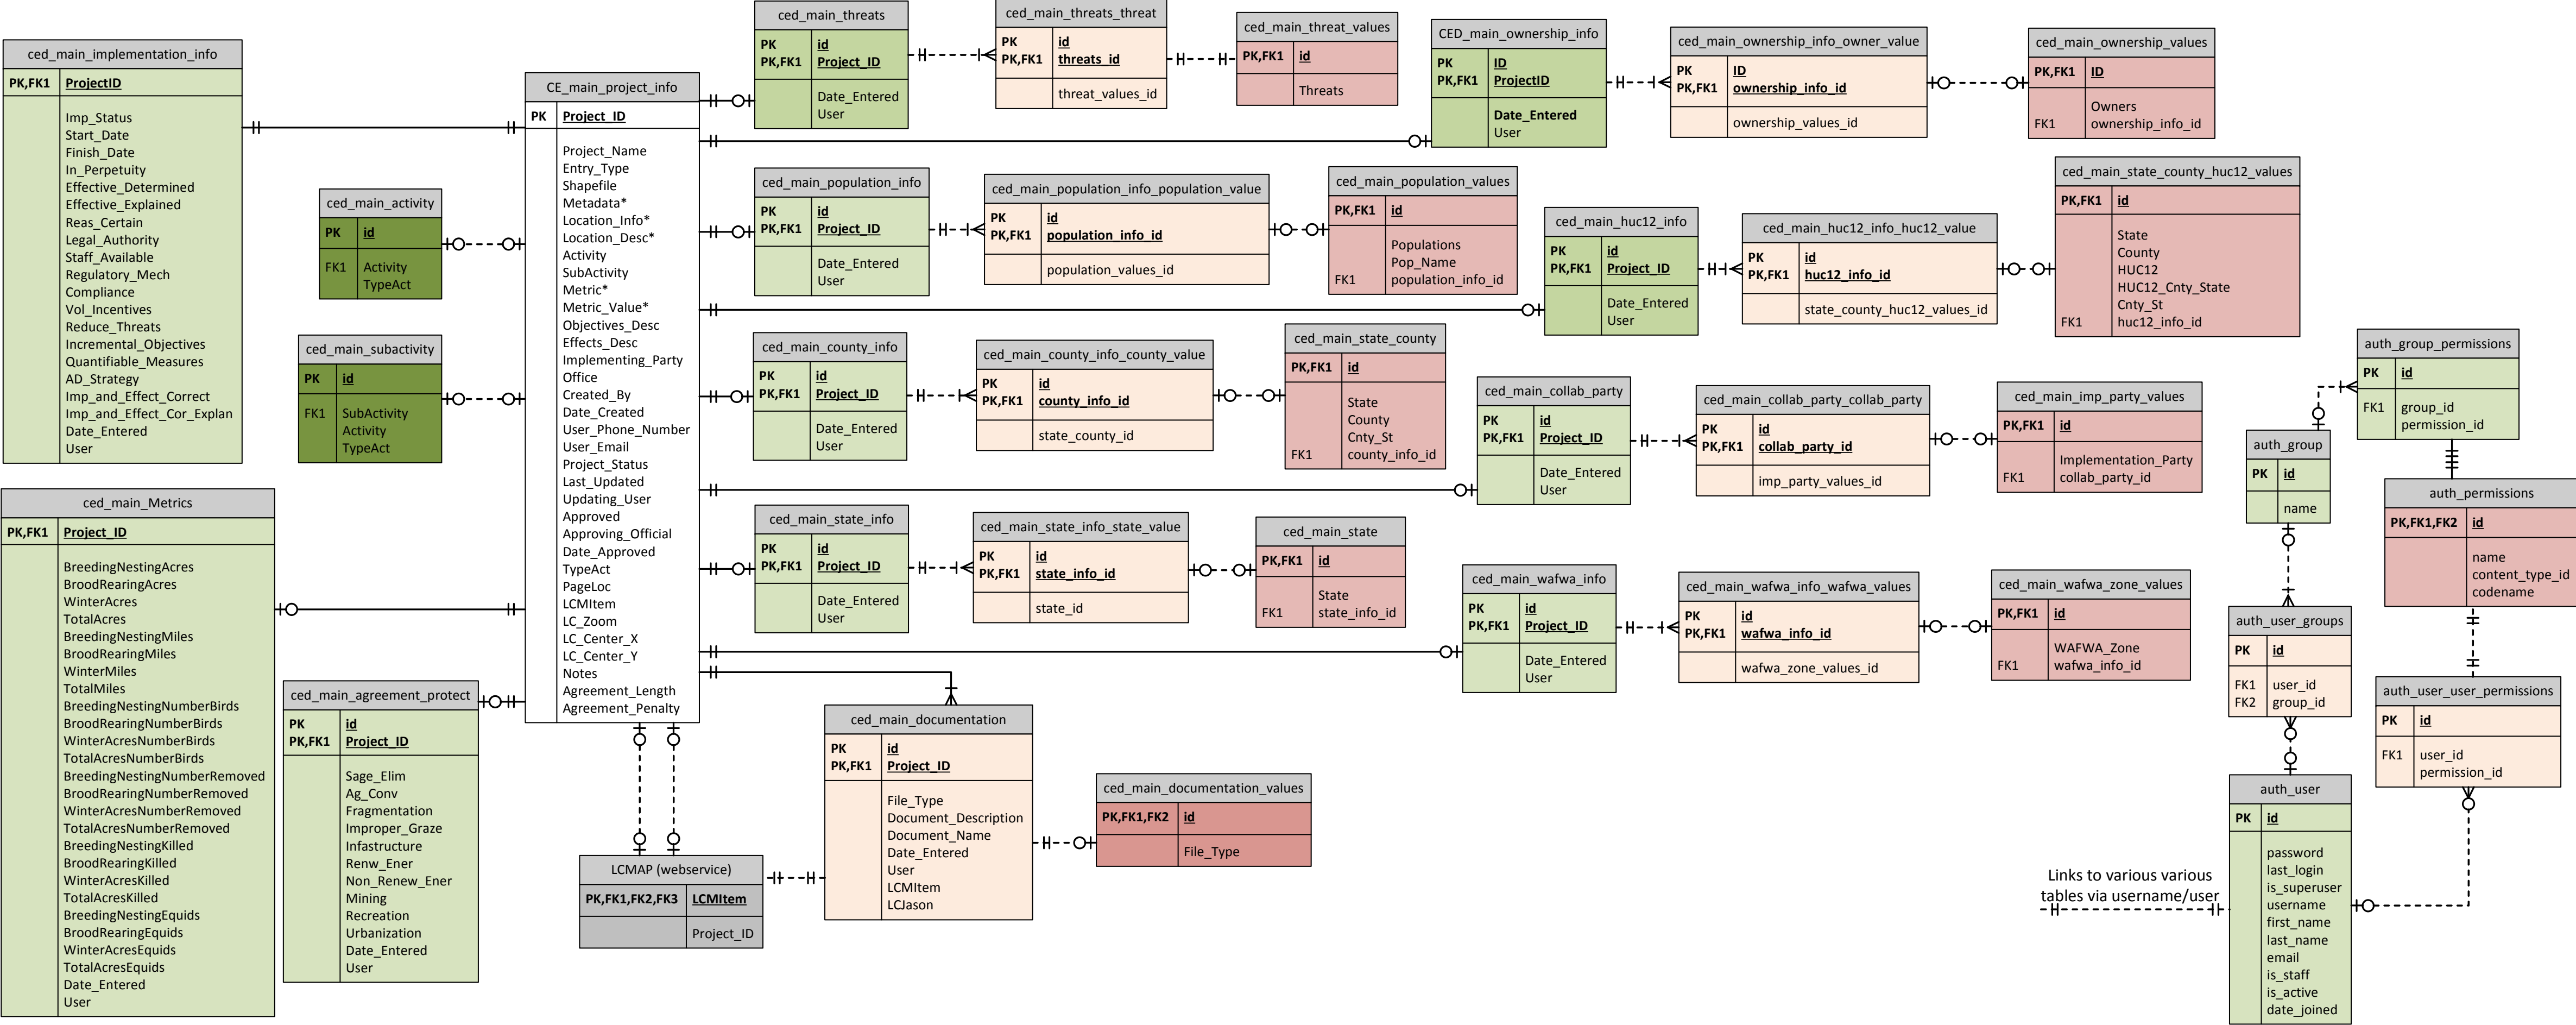 ced_main_implementation_info
PK,FK1 ProjectID
Imp_Status
Start_Date
Finish_Date
In_Perpetuity
Effective_Determined
Effective_Explained
Reas_Certain
Legal_Authority
Staff_Available
Regulatory_Mech
Compliance
Vol_Incentives
Reduce_Threats
Incremental_Objectives
Quantifiable_Measures
AD_Strategy
Imp_and_Effect_Correct
Imp_and_Effect_Cor_Explan
Date_Entered
User
ced_main_Metrics
PK,FK1 Project_ID
BreedingNestingAcres
BroodRearingAcres
WinterAcres
TotalAcres
BreedingNestingMiles
BroodRearingMiles
WinterMiles
TotalMiles
BreedingNestingNumberBirds
BroodRearingNumberBirds
WinterAcresNumberBirds
TotalAcresNumberBirds
BreedingNestingNumberRemoved
BroodRearingNumberRemoved
WinterAcresNumberRemoved
TotalAcresNumberRemoved
BreedingNestingKilled
BroodRearingKilled
WinterAcresKilled
TotalAcresKilled
BreedingNestingEquids
BroodRearingEquids
WinterAcresEquids
TotalAcresEquids
Date_Entered
User
ced_main_activity
PK id
FK1 Activity
TypeAct
ced_main_subactivity
PK id
FK1 SubActivity
Activity
TypeAct
ced_main_agreement_protect
PK id
PK,FK1 Project_ID
Sage_Elim
Ag_Conv
Fragmentation
Improper_Graze
Infastructure
Renw_Ener
Non_Renew_Ener
Mining
Recreation
Urbanization
Date_Entered
User
CE_main_project_info
PK Project_ID
Project_Name
Entry_Type
Shapefile
Metadata*
Location_Info*
Location_Desc*
Activity
SubActivity
Metric*
Metric_Value*
Objectives_Desc
Effects_Desc
Implementing_Party
Office
Created_By
Date_Created
User_Phone_Number
User_Email
Project_Status
Last_Updated
Updating_User
Approved
Approving_Official
Date_Approved
TypeAct
PageLoc
LCMItem
LC_Zoom
LC_Center_X
LC_Center_Y
Notes
Agreement_Length
Agreement_Penalty
LCMAP (webservice)
PK,FK1,FK2,FK3 LCMItem
Project_ID
ced_main_threats
PK id
PK,FK1 Project_ID
Date_Entered
User
ced_main_threats_threat
PK id
PK,FK1 threats_id
threat_values_id
ced_main_threat_values
PK,FK1 id
Threats
CED_main_ownership_info
PK ID
PK,FK1 ProjectID
Date_Entered
User
ced_main_ownership_info_owner_value
PK ID
PK,FK1 ownership_info_id
ownership_values_id
ced_main_ownership_values
PK,FK1 ID
Owners
FK1 ownership_info_id
ced_main_population_info
PK id
PK,FK1 Project_ID
Date_Entered
User
ced_main_population_info_population_value
PK id
PK,FK1 population_info_id
population_values_id
ced_main_population_values
PK,FK1 id
Populations
Pop_Name
FK1 population_info_id
ced_main_huc12_info
PK id
PK,FK1 Project_ID
Date_Entered
User
ced_main_huc12_info_huc12_value
PK id
PK,FK1 huc12_info_id
state_county_huc12_values_id
ced_main_state_county_huc12_values
PK,FK1 id
State
County
HUC12
HUC12_Cnty_State
Cnty_St
FK1 huc12_info_id
ced_main_county_info
PK id
PK,FK1 Project_ID
Date_Entered
User
ced_main_county_info_county_value
PK id
PK,FK1 county_info_id
state_county_id
ced_main_state_county
PK,FK1 id
State
County
Cnty_St
FK1 county_info_id
ced_main_collab_party
PK id
PK,FK1 Project_ID
Date_Entered
User
ced_main_collab_party_collab_party
PK id
PK,FK1 collab_party_id
imp_party_values_id
ced_main_imp_party_values
PK,FK1 id
Implementation_Party
FK1 collab_party_id
ced_main_state_info
PK id
PK,FK1 Project_ID
Date_Entered
User
ced_main_state_info_state_value
PK id
PK,FK1 state_info_id
state_id
ced_main_state
PK,FK1 id
State
FK1 state_info_id
ced_main_wafwa_info
PK id
PK,FK1 Project_ID
Date_Entered
User
ced_main_wafwa_info_wafwa_values
PK id
PK,FK1 wafwa_info_id
wafwa_zone_values_id
ced_main_wafwa_zone_values
PK,FK1 id
WAFWA_Zone
FK1 wafwa_info_id
ced_main_documentation
PK id
PK,FK1 Project_ID
File_Type
Document_Description
Document_Name
Date_Entered
User
LCMItem
LCJason
ced_main_documentation_values
PK,FK1,FK2 id
File_Type
auth_group_permissions
PK id
FK1 group_id
permission_id
auth_group
PK id
name
auth_permissions
PK,FK1,FK2 id
name
content_type_id
codename
auth_user_groups
PK id
FK1 user_id
FK2 group_id
auth_user_user_permissions
PK id
FK1 user_id
permission_id
auth_user
PK id
password
last_login
is_superuser
username
first_name
last_name
email
is_staff
is_active
date_joined
Links to various various
tables via username/user